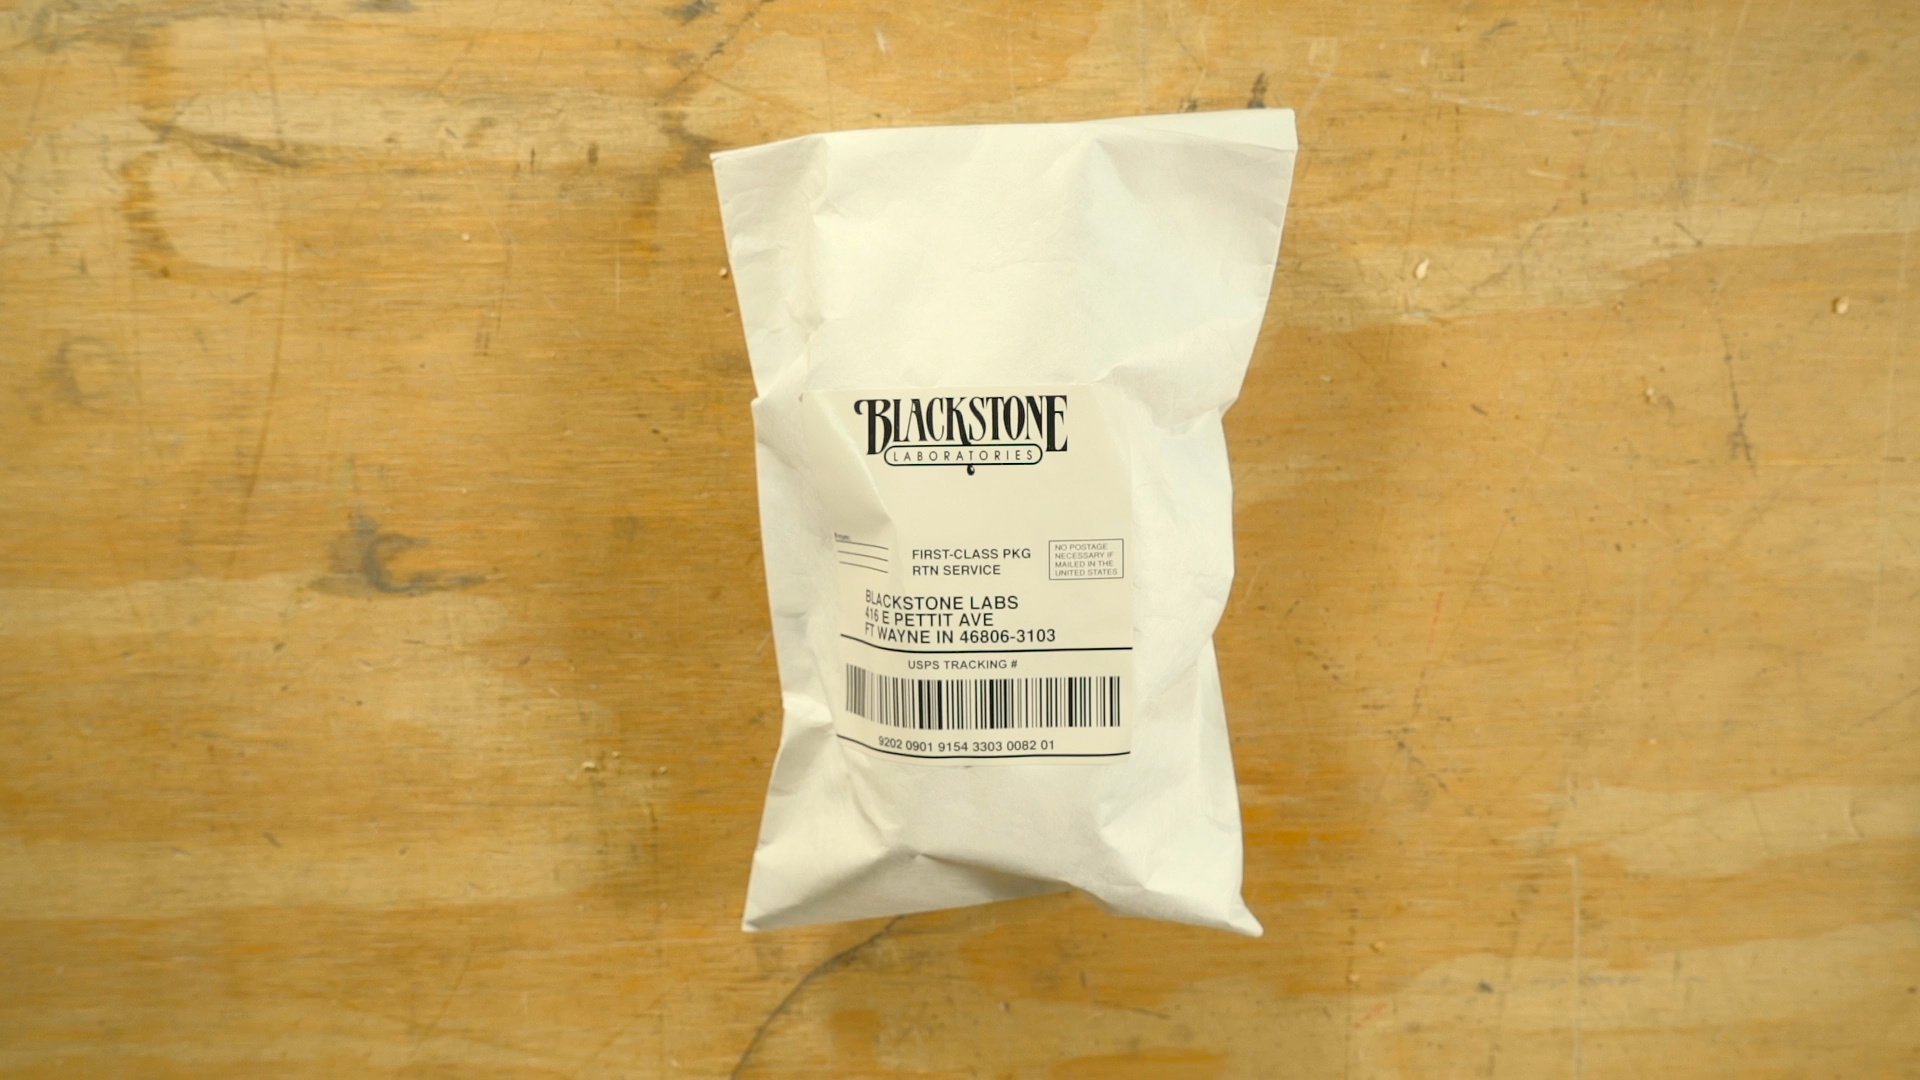 BLACKSTONE
LABORATORIES
From:
FIRST-CLASS PKG
RTN SERVICE
NO POSTAGE
NECESSARY IF
MAILED IN THE
UNITED STATES
BLACKSTONE LABS
416 E PETTIT AVE
FT WAYNE IN 46806-3103
USPS TRACKING #
9202 0901 9154 3303 0082 01